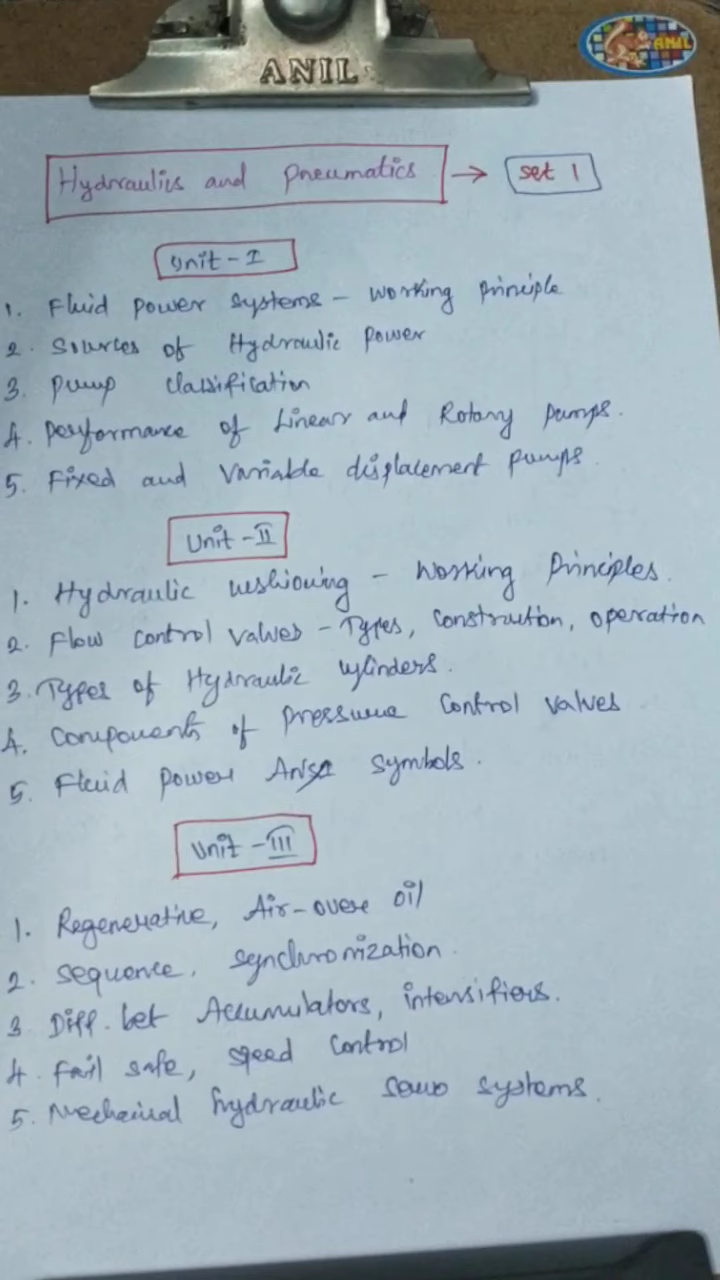 ANIL
ANIL
Hydraulics and Pneumatics → set 1
Unit - I
1. Fluid power systems - working principle
2. Sources of Hydraulic power
3. Pump classification
4. Performance of Linear and Rotary pumps.
5. Fixed and Variable displacement pumps.
Unit - II
1. Hydraulic cushioning - working Principles.
2. Flow control valves - Types, construction, operation
3. Types of Hydraulic cylinders.
4. Components of Pressure control valves
5. Fluid power ANSI symbols.
Unit - III
1. Regenerative, Air-over oil
2. sequence, synchronization.
3. Diff. bet Accumulators, intensifiers.
4. Fail safe, speed control
5. Mechanical hydraulic servo systems.